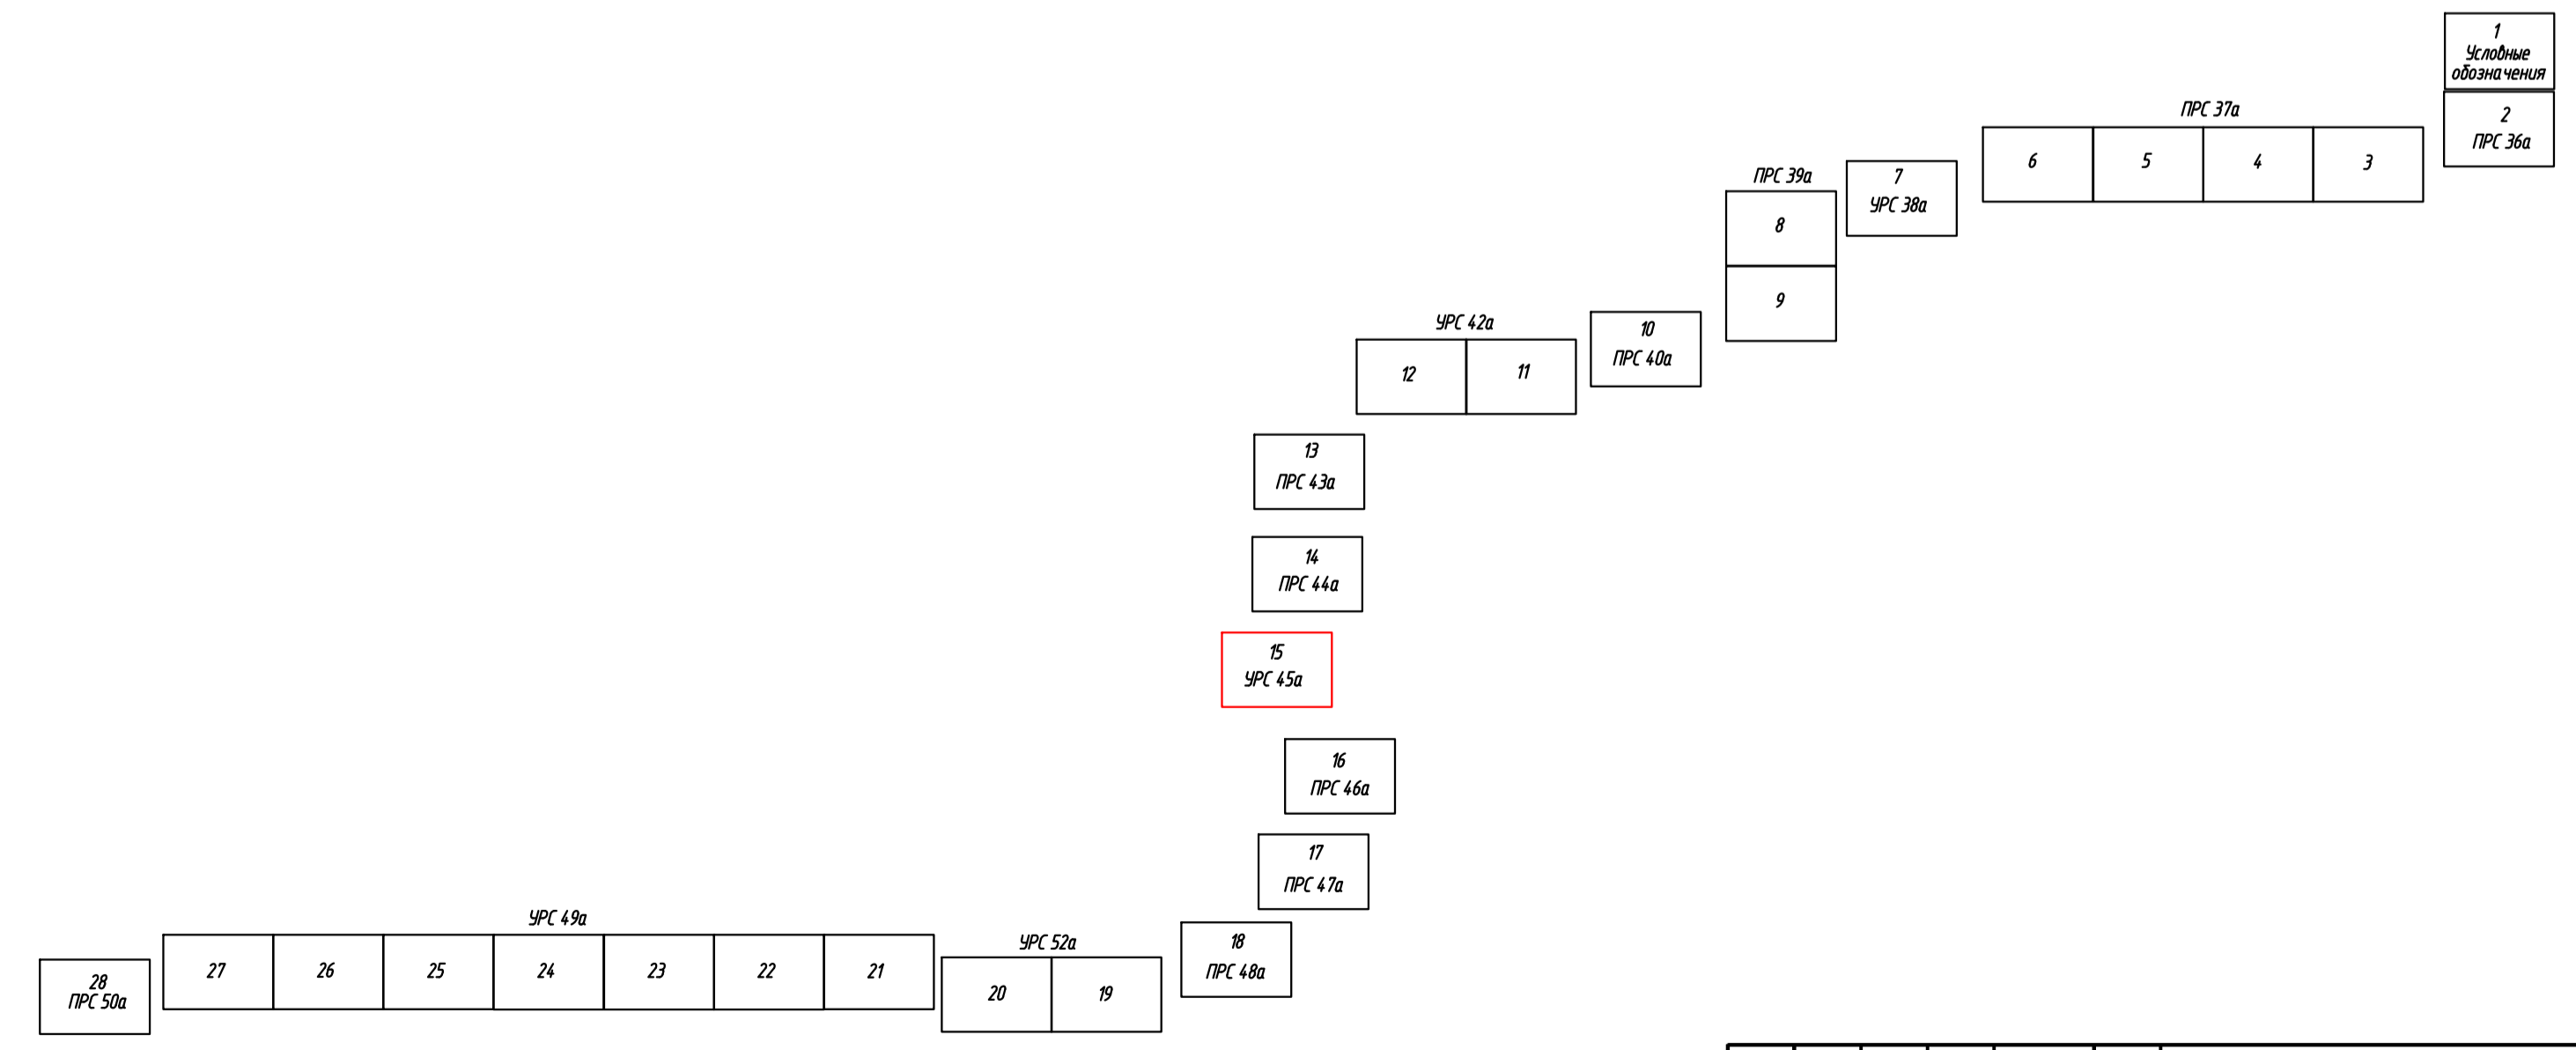 1
Условные
обозначения
2
ПРС 36а
ПРС 37а
6 5 4 3
7
УРС 38а
ПРС 39а
8
9
10
ПРС 40а
УРС 42а
12 11
13
ПРС 43а
14
ПРС 44а
15
УРС 45а
16
ПРС 46а
17
ПРС 47а
18
ПРС 48а
УРС 52а
20 19
УРС 49а
27 26 25 24 23 22 21
28
ПРС 50а